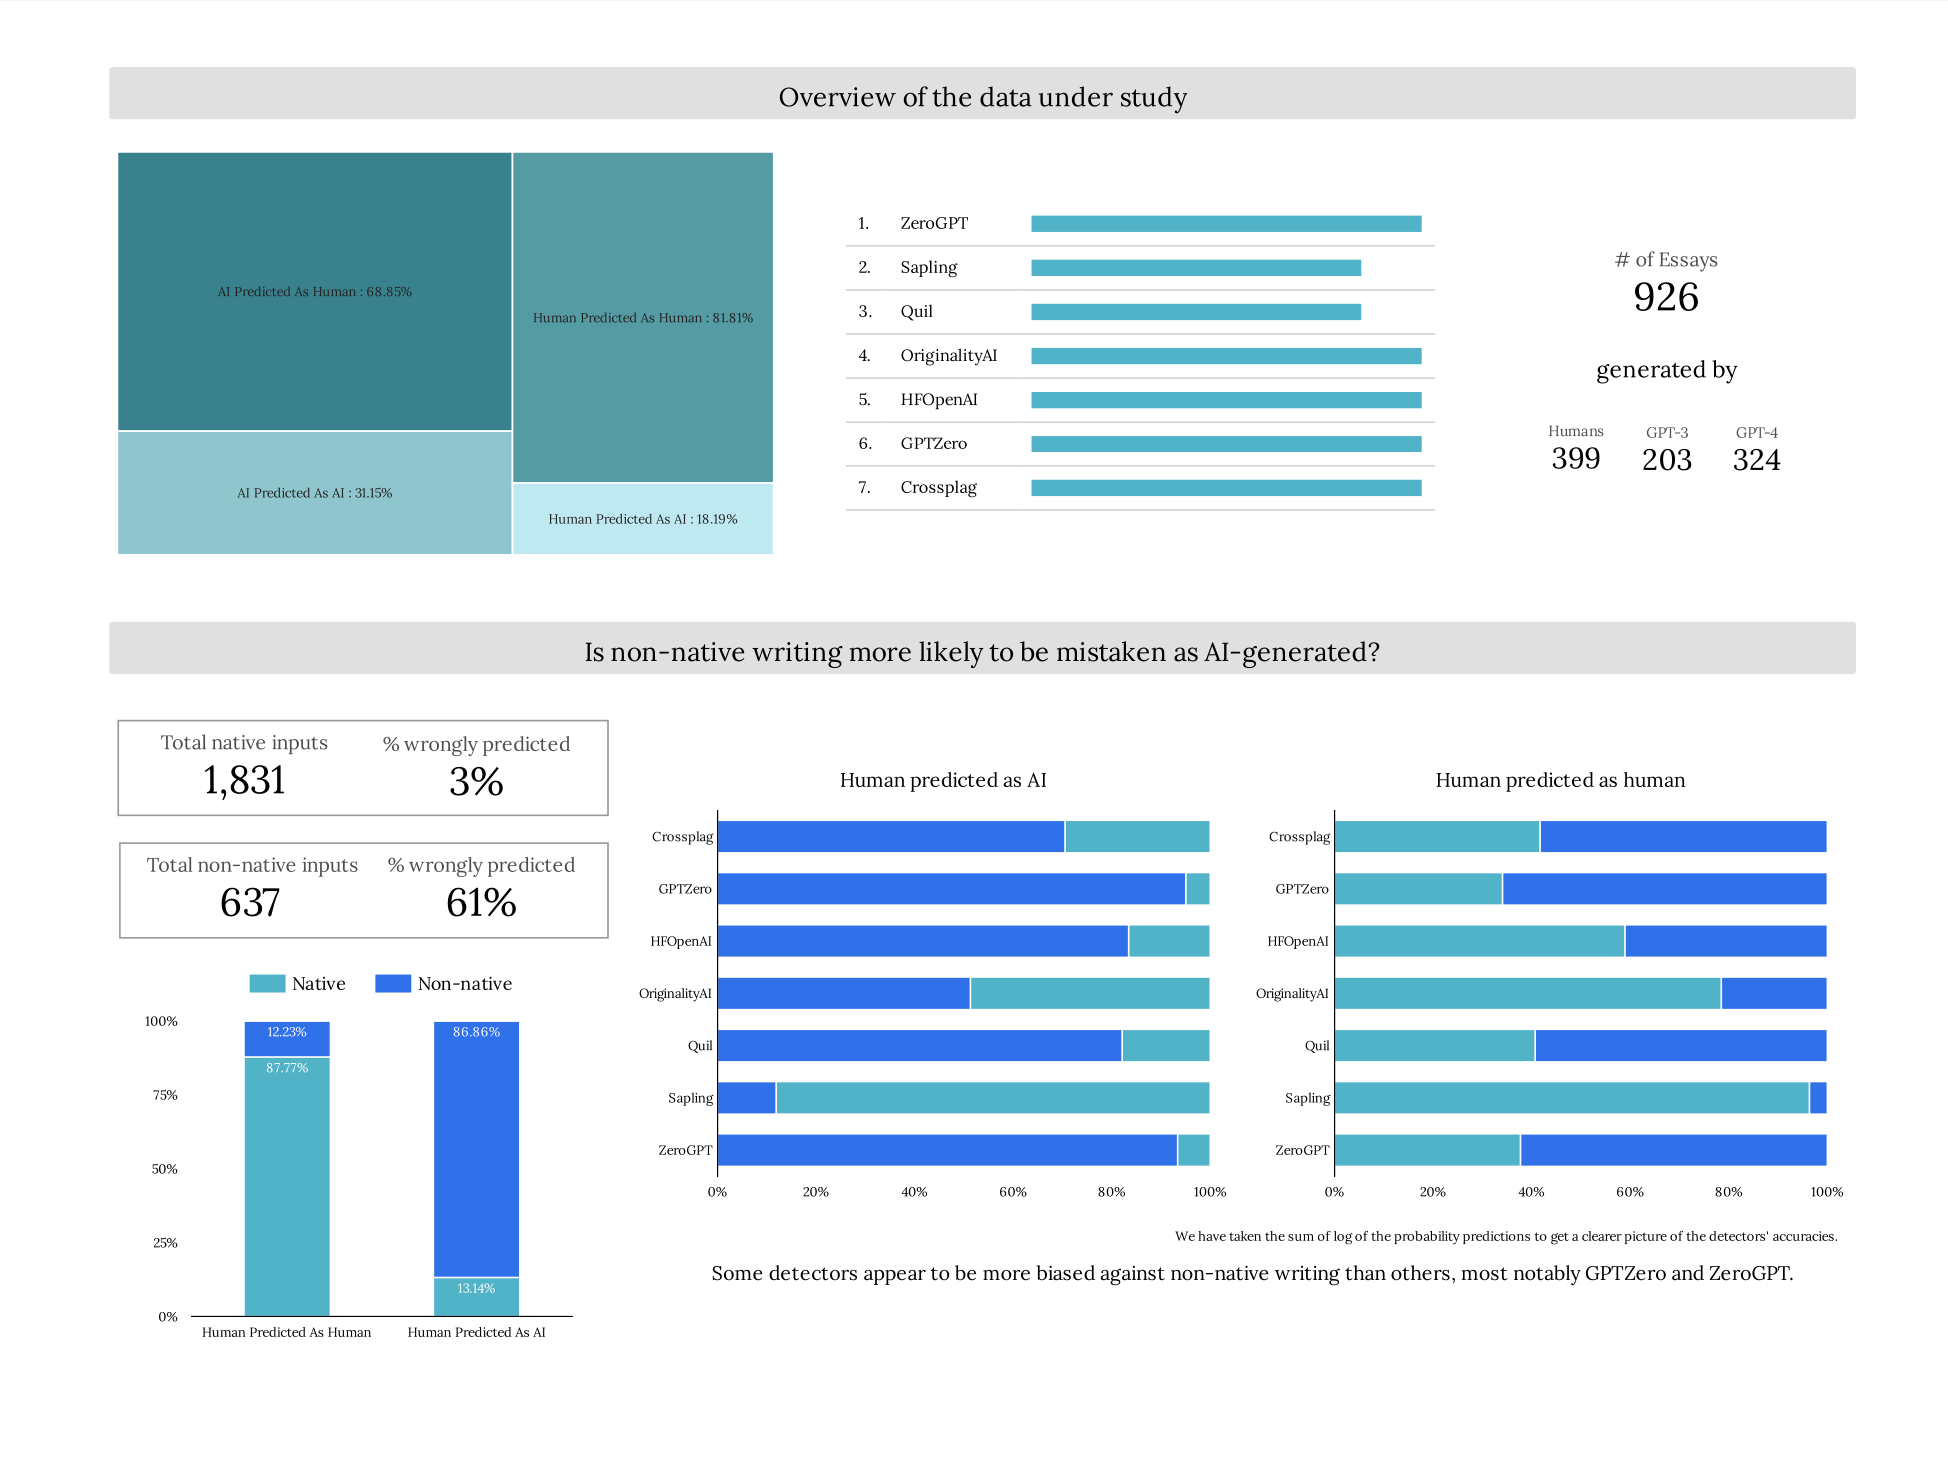 Overview of the data under study
AI Predicted As Human : 68.85%
Human Predicted As Human : 81.81%
AI Predicted As AI : 31.15%
Human Predicted As AI : 18.19%
1. ZeroGPT
2. Sapling
3. Quil
4. OriginalityAI
5. HFOpenAI
6. GPTZero
7. Crossplag
# of Essays
926
generated by
Humans GPT-3 GPT-4
399 203 324
Is non-native writing more likely to be mistaken as AI-generated?
Total native inputs % wrongly predicted
1,831 3%
Total non-native inputs % wrongly predicted
637 61%
Native Non-native
100%
75%
50%
25%
0%
12.23%
87.77%
86.86%
13.14%
Human Predicted As Human Human Predicted As AI
Human predicted as AI
Crossplag
GPTZero
HFOpenAI
OriginalityAI
Quil
Sapling
ZeroGPT
0% 20% 40% 60% 80% 100%
Human predicted as human
Crossplag
GPTZero
HFOpenAI
OriginalityAI
Quil
Sapling
ZeroGPT
0% 20% 40% 60% 80% 100%
We have taken the sum of log of the probability predictions to get a clearer picture of the detectors' accuracies.
Some detectors appear to be more biased against non-native writing than others, most notably GPTZero and ZeroGPT.